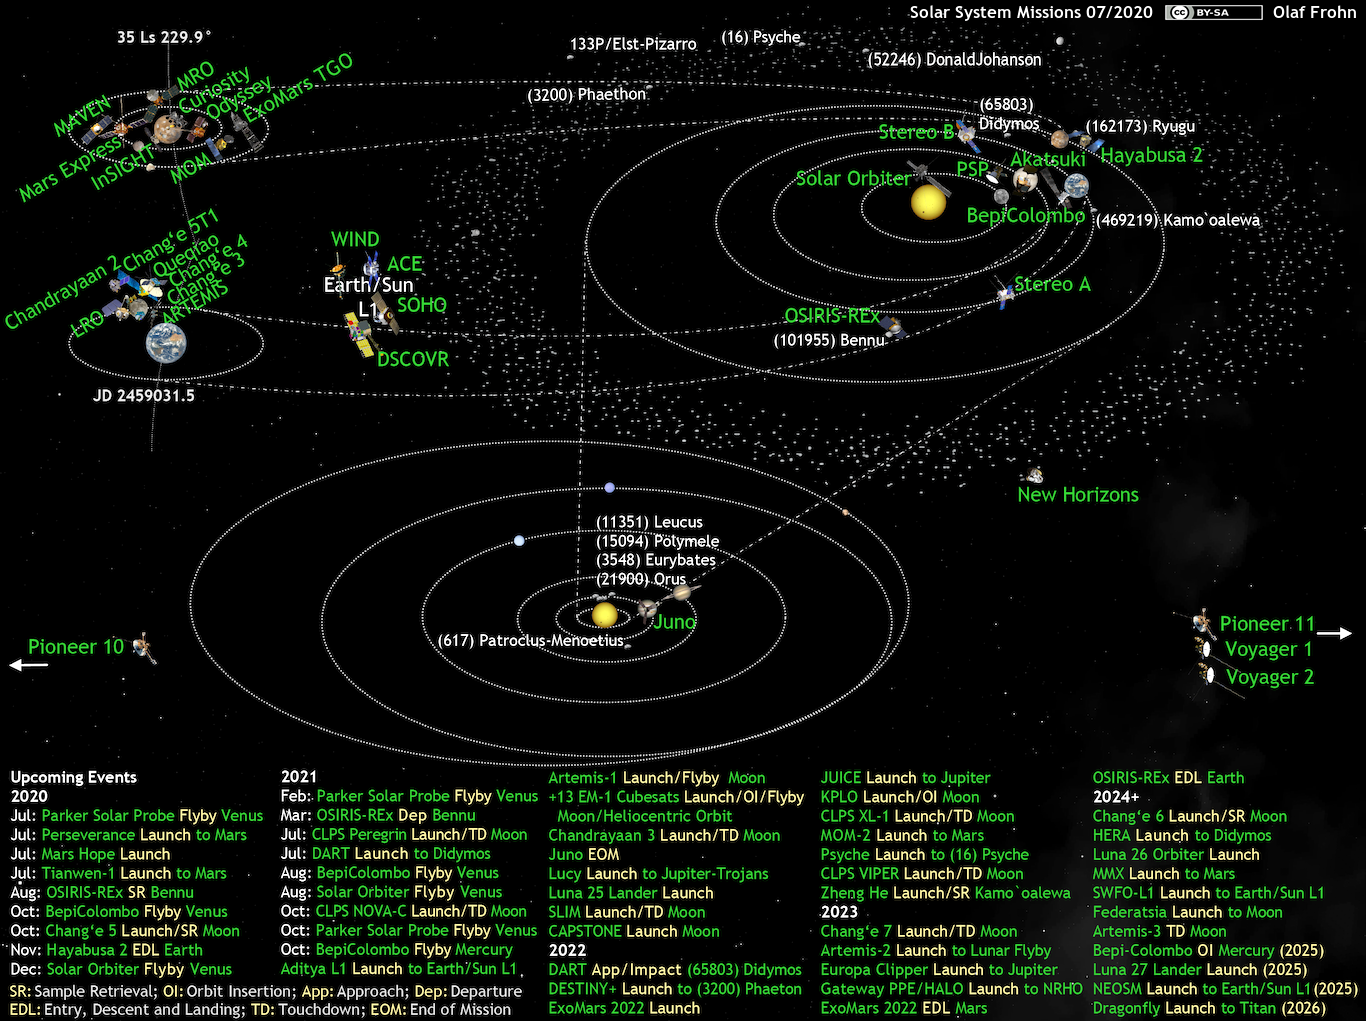 Solar System Missions 07/2020 cc BY-SA Olaf Frohn
35 Ls 229.9°
133P/Elst-Pizarro
(16) Psyche
(52246) DonaldJohanson
(3200) Phaethon
(65803)
Didymos
(162173) Ryugu
MRO
Curiosity
Odyssey
ExoMars TGO
MAVEN
Mars Express
InSIGHT
MOM
Stereo B
PSP
Akatsuki
Hayabusa 2
Solar Orbiter
BepiColombo
(469219) Kamo`oalewa
Chang‘e 5T1
Queqiao
Chang‘e 4
Chang‘e 3
Chandrayaan 2
LRO
ARTEMIS
WIND
ACE
Earth/Sun
L1
SOHO
DSCOVR
Stereo A
OSIRIS-REx
(101955) Bennu
JD 2459031.5
New Horizons
(11351) Leucus
(15094) Polymele
(3548) Eurybates
(21900) Orus
Juno
(617) Patroclus-Menoetius
Pioneer 10
Pioneer 11
Voyager 1
Voyager 2
Upcoming Events
2020
Jul: Parker Solar Probe Flyby Venus
Jul: Perseverance Launch to Mars
Jul: Mars Hope Launch
Jul: Tianwen-1 Launch to Mars
Aug: OSIRIS-REx SR Bennu
Oct: BepiColombo Flyby Venus
Oct: Chang‘e 5 Launch/SR Moon
Nov: Hayabusa 2 EDL Earth
Dec: Solar Orbiter Flyby Venus
2021
Feb: Parker Solar Probe Flyby Venus
Mar: OSIRIS-REx Dep Bennu
Jul: CLPS Peregrin Launch/TD Moon
Jul: DART Launch to Didymos
Aug: BepiColombo Flyby Venus
Aug: Solar Orbiter Flyby Venus
Oct: CLPS NOVA-C Launch/TD Moon
Oct: Parker Solar Probe Flyby Venus
Oct: BepiColombo Flyby Mercury
Aditya L1 Launch to Earth/Sun L1
SR: Sample Retrieval; OI: Orbit Insertion; App: Approach; Dep: Departure
EDL: Entry, Descent and Landing; TD: Touchdown; EOM: End of Mission
Artemis-1 Launch/Flyby Moon
+13 EM-1 Cubesats Launch/OI/Flyby
Moon/Heliocentric Orbit
Chandrayaan 3 Launch/TD Moon
Juno EOM
Lucy Launch to Jupiter-Trojans
Luna 25 Lander Launch
SLIM Launch/TD Moon
CAPSTONE Launch Moon
2022
DART App/Impact (65803) Didymos
DESTINY+ Launch to (3200) Phaeton
ExoMars 2022 Launch
JUICE Launch to Jupiter
KPLO Launch/OI Moon
CLPS XL-1 Launch/TD Moon
MOM-2 Launch to Mars
Psyche Launch to (16) Psyche
CLPS VIPER Launch/TD Moon
Zheng He Launch/SR Kamo`oalewa
2023
Chang‘e 7 Launch/TD Moon
Artemis-2 Launch to Lunar Flyby
Europa Clipper Launch to Jupiter
Gateway PPE/HALO Launch to NRHO
ExoMars 2022 EDL Mars
OSIRIS-REx EDL Earth
2024+
Chang‘e 6 Launch/SR Moon
HERA Launch to Didymos
Luna 26 Orbiter Launch
MMX Launch to Mars
SWFO-L1 Launch to Earth/Sun L1
Federatsia Launch to Moon
Artemis-3 TD Moon
Bepi-Colombo OI Mercury (2025)
Luna 27 Lander Launch (2025)
NEOSM Launch to Earth/Sun L1 (2025)
Dragonfly Launch to Titan (2026)